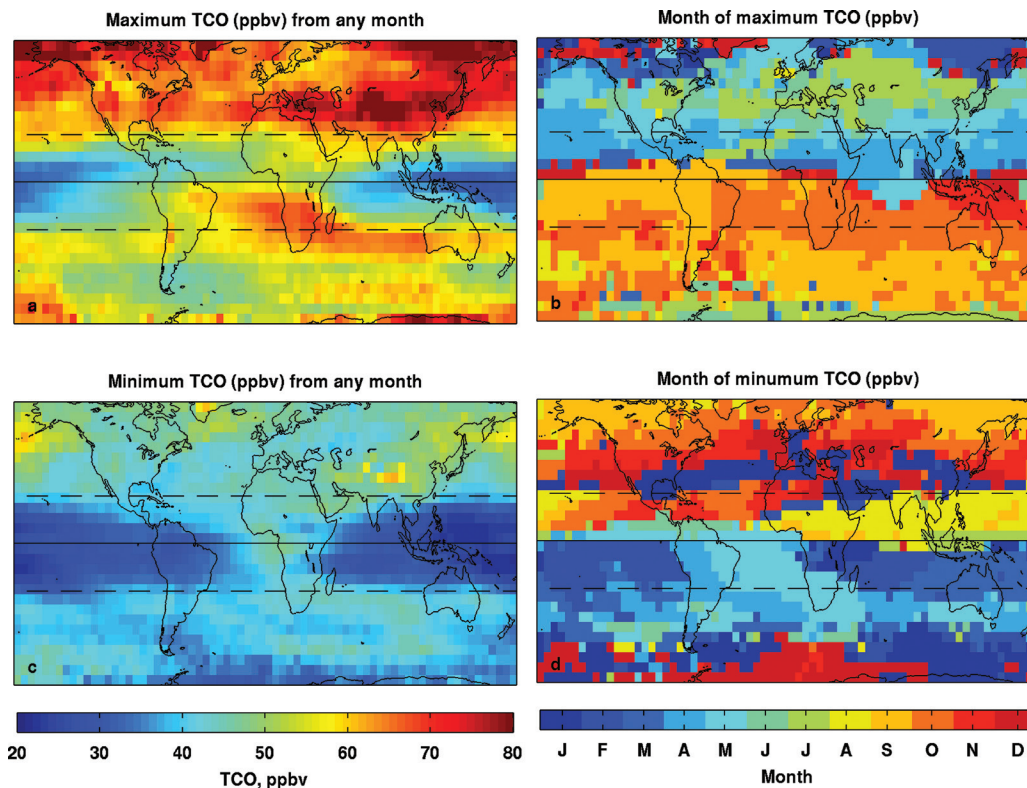 Maximum TCO (ppbv) from any month
a
Month of maximum TCO (ppbv)
b
Minimum TCO (ppbv) from any month
c
Month of minumum TCO (ppbv)
d
20 30 40 50 60 70 80
TCO, ppbv
J F M A M J J A S O N D
Month